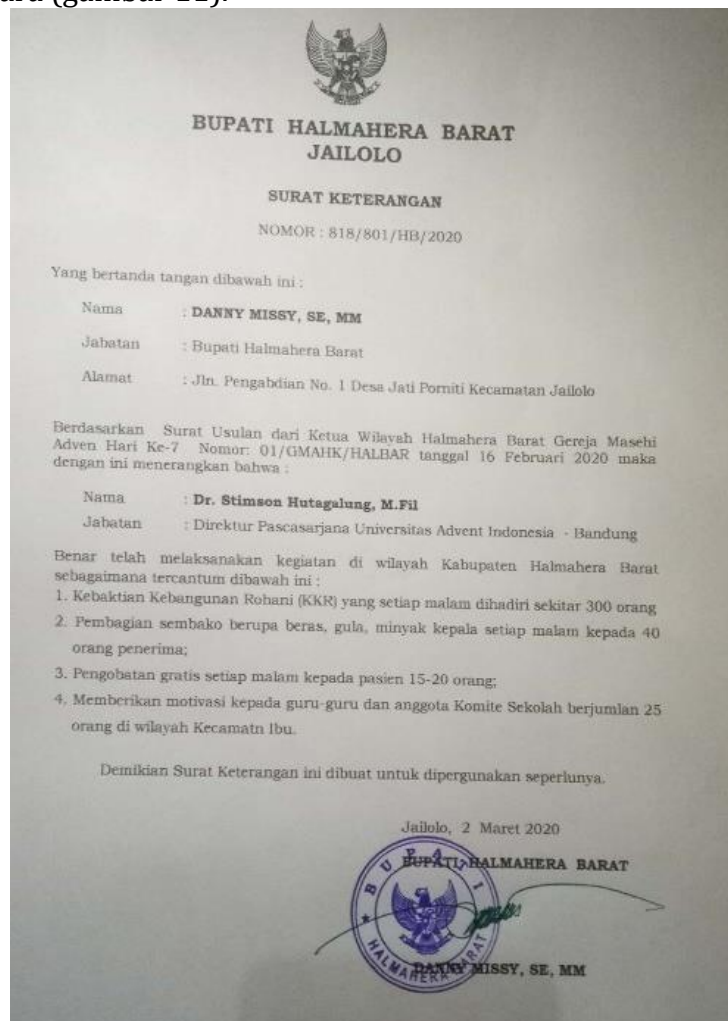 (gambar 11).
BUPATI HALMAHERA BARAT
JAILOLO
SURAT KETERANGAN
NOMOR : 818/801/HB/2020
Yang bertanda tangan dibawah ini :
Nama : DANNY MISSY, SE, MM
Jabatan : Bupati Halmahera Barat
Alamat : Jln. Pengabdian No. 1 Desa Jati Porniti Kecamatan Jailolo
Berdasarkan Surat Usulan dari Ketua Wilayah Halmahera Barat Gereja Masehi
Adven Hari Ke-7 Nomor: 01/GMAHK/HALBAR tanggal 16 Februari 2020 maka
dengan ini menerangkan bahwa :
Nama : Dr. Stimson Hutagalung, M.Fil
Jabatan : Direktur Pascasarjana Universitas Advent Indonesia - Bandung
Benar telah melaksanakan kegiatan di wilayah Kabupaten Halmahera Barat
sebagaimana tercantum dibawah ini :
1. Kebaktian Kebangunan Rohani (KKR) yang setiap malam dihadiri sekitar 300 orang
2. Pembagian sembako berupa beras, gula, minyak kepala setiap malam kepada 40
orang penerima;
3. Pengobatan gratis setiap malam kepada pasien 15-20 orang;
4. Memberikan motivasi kepada guru-guru dan anggota Komite Sekolah berjumlan 25
orang di wilayah Kecamatn Ibu.
Demikian Surat Keterangan ini dibuat untuk dipergunakan seperlunya.
Jailolo, 2 Maret 2020
BUPATI HALMAHERA BARAT
BUPATI
HALMAHERA BARAT
DANNY MISSY, SE, MM